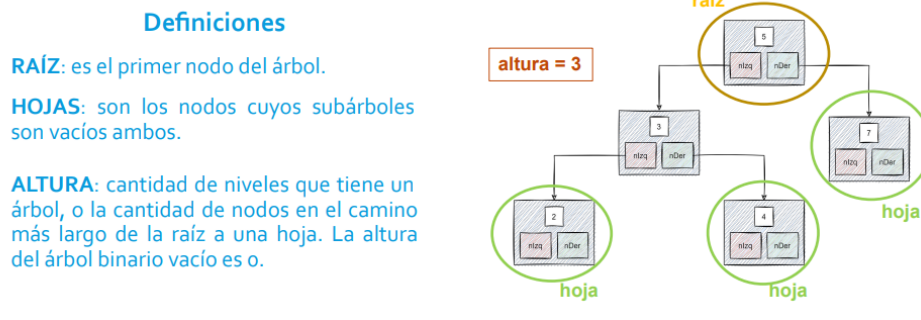 Definiciones
RAÍZ: es el primer nodo del árbol.
HOJAS: son los nodos cuyos subárboles
son vacíos ambos.
ALTURA: cantidad de niveles que tiene un
árbol, o la cantidad de nodos en el camino
más largo de la raíz a una hoja. La altura
del árbol binario vacío es 0.
raíz
altura = 3
5
nIzq nDer
3
nIzq nDer
7
nIzq nDer
hoja
2
nIzq nDer
hoja
4
nIzq nDer
hoja